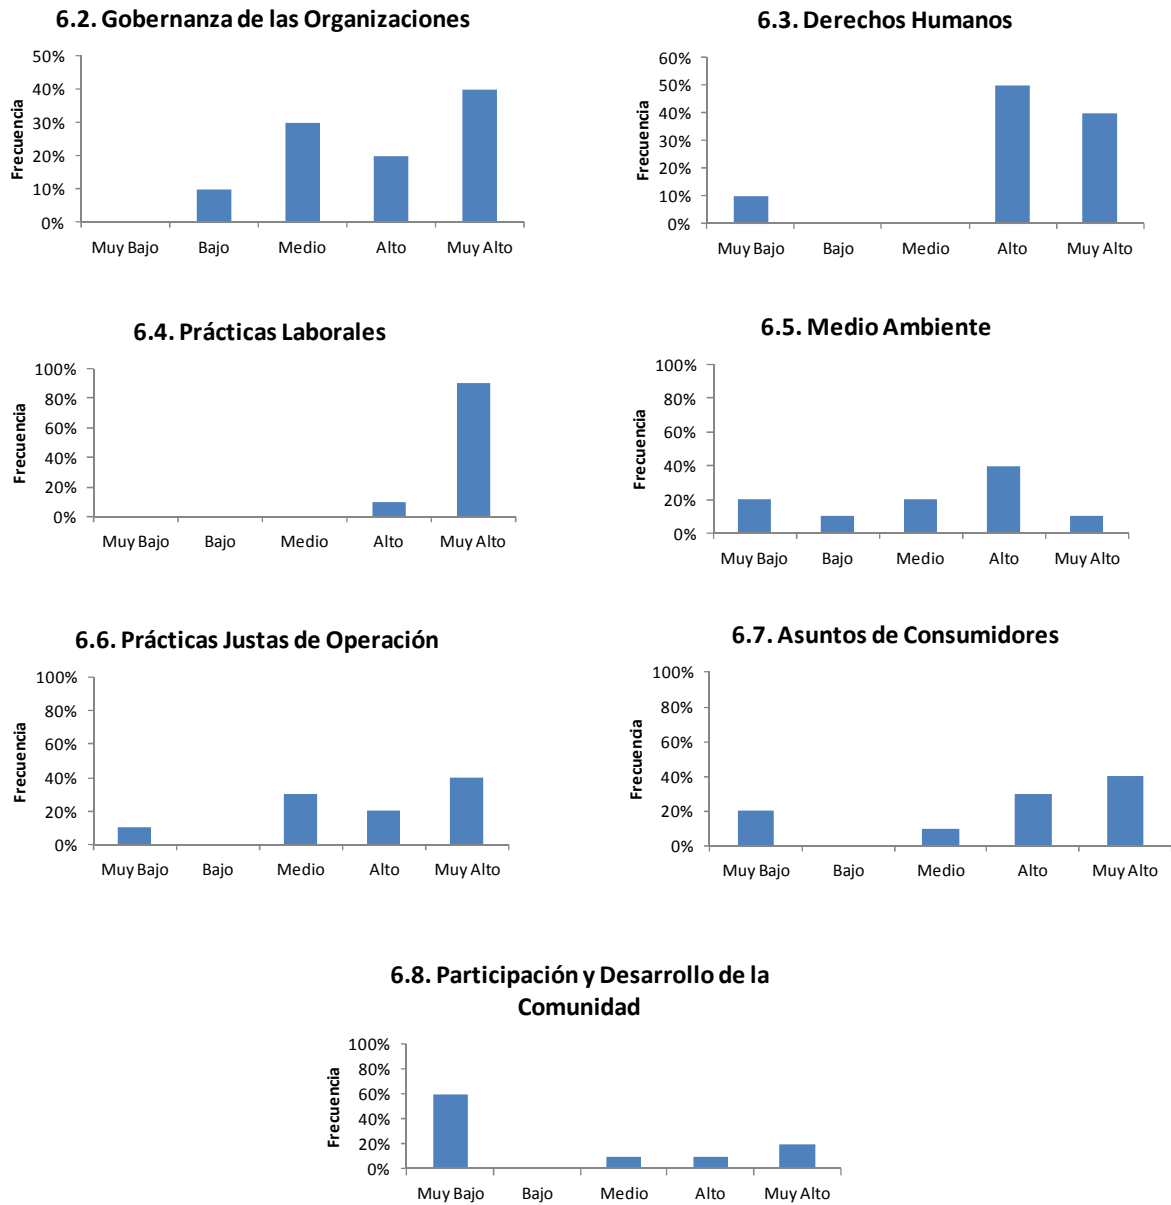 6.2. Gobernanza de las Organizaciones
50%
40%
30%
20%
10%
0%
Frecuencia
Muy Bajo Bajo Medio Alto Muy Alto
6.3. Derechos Humanos
60%
50%
40%
30%
20%
10%
0%
Frecuencia
Muy Bajo Bajo Medio Alto Muy Alto
6.4. Prácticas Laborales
100%
80%
60%
40%
20%
0%
Frecuencia
Muy Bajo Bajo Medio Alto Muy Alto
6.5. Medio Ambiente
100%
80%
60%
40%
20%
0%
Frecuencia
Muy Bajo Bajo Medio Alto Muy Alto
6.6. Prácticas Justas de Operación
100%
80%
60%
40%
20%
0%
Frecuencia
Muy Bajo Bajo Medio Alto Muy Alto
6.7. Asuntos de Consumidores
100%
80%
60%
40%
20%
0%
Frecuencia
Muy Bajo Bajo Medio Alto Muy Alto
6.8. Participación y Desarrollo de la
Comunidad
100%
80%
60%
40%
20%
0%
Frecuencia
Muy Bajo Bajo Medio Alto Muy Alto